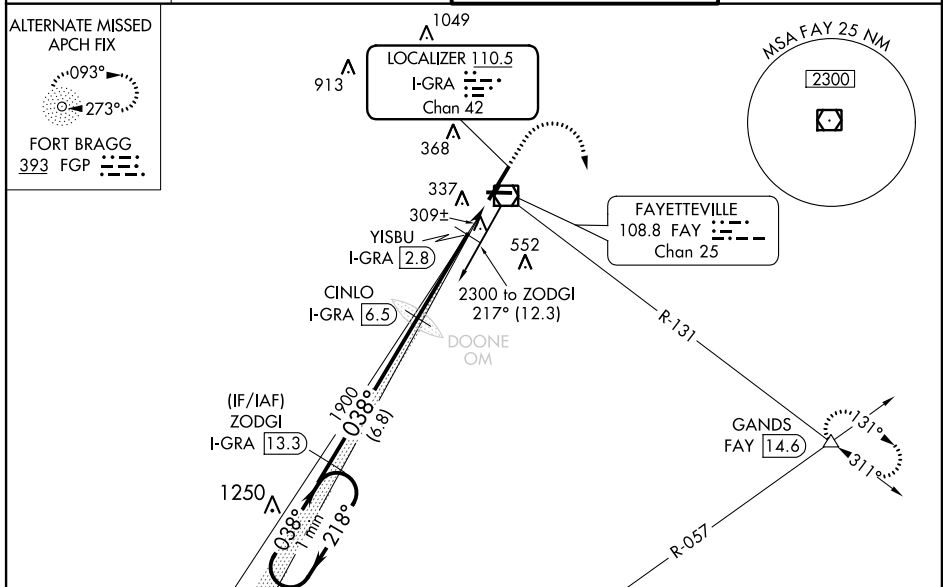 ALTERNATE MISSED
APCH FIX
093°
273°
FORT BRAGG
393 FGP
1049
913
LOCALIZER 110.5
I-GRA
Chan 42
368
MSA FAY 25 NM
2300
337
309±
YISBU
I-GRA 2.8
552
FAYETTEVILLE
108.8 FAY
Chan 25
2300 to ZODGI
217° (12.3)
CINLO
I-GRA 6.5
DOONE
OM
R-131
1900
038°
(6.8)
(IF/IAF)
ZODGI
I-GRA 13.3
GANDS
FAY 14.6
131°
311°
1250
038°
1 min
218°
R-057